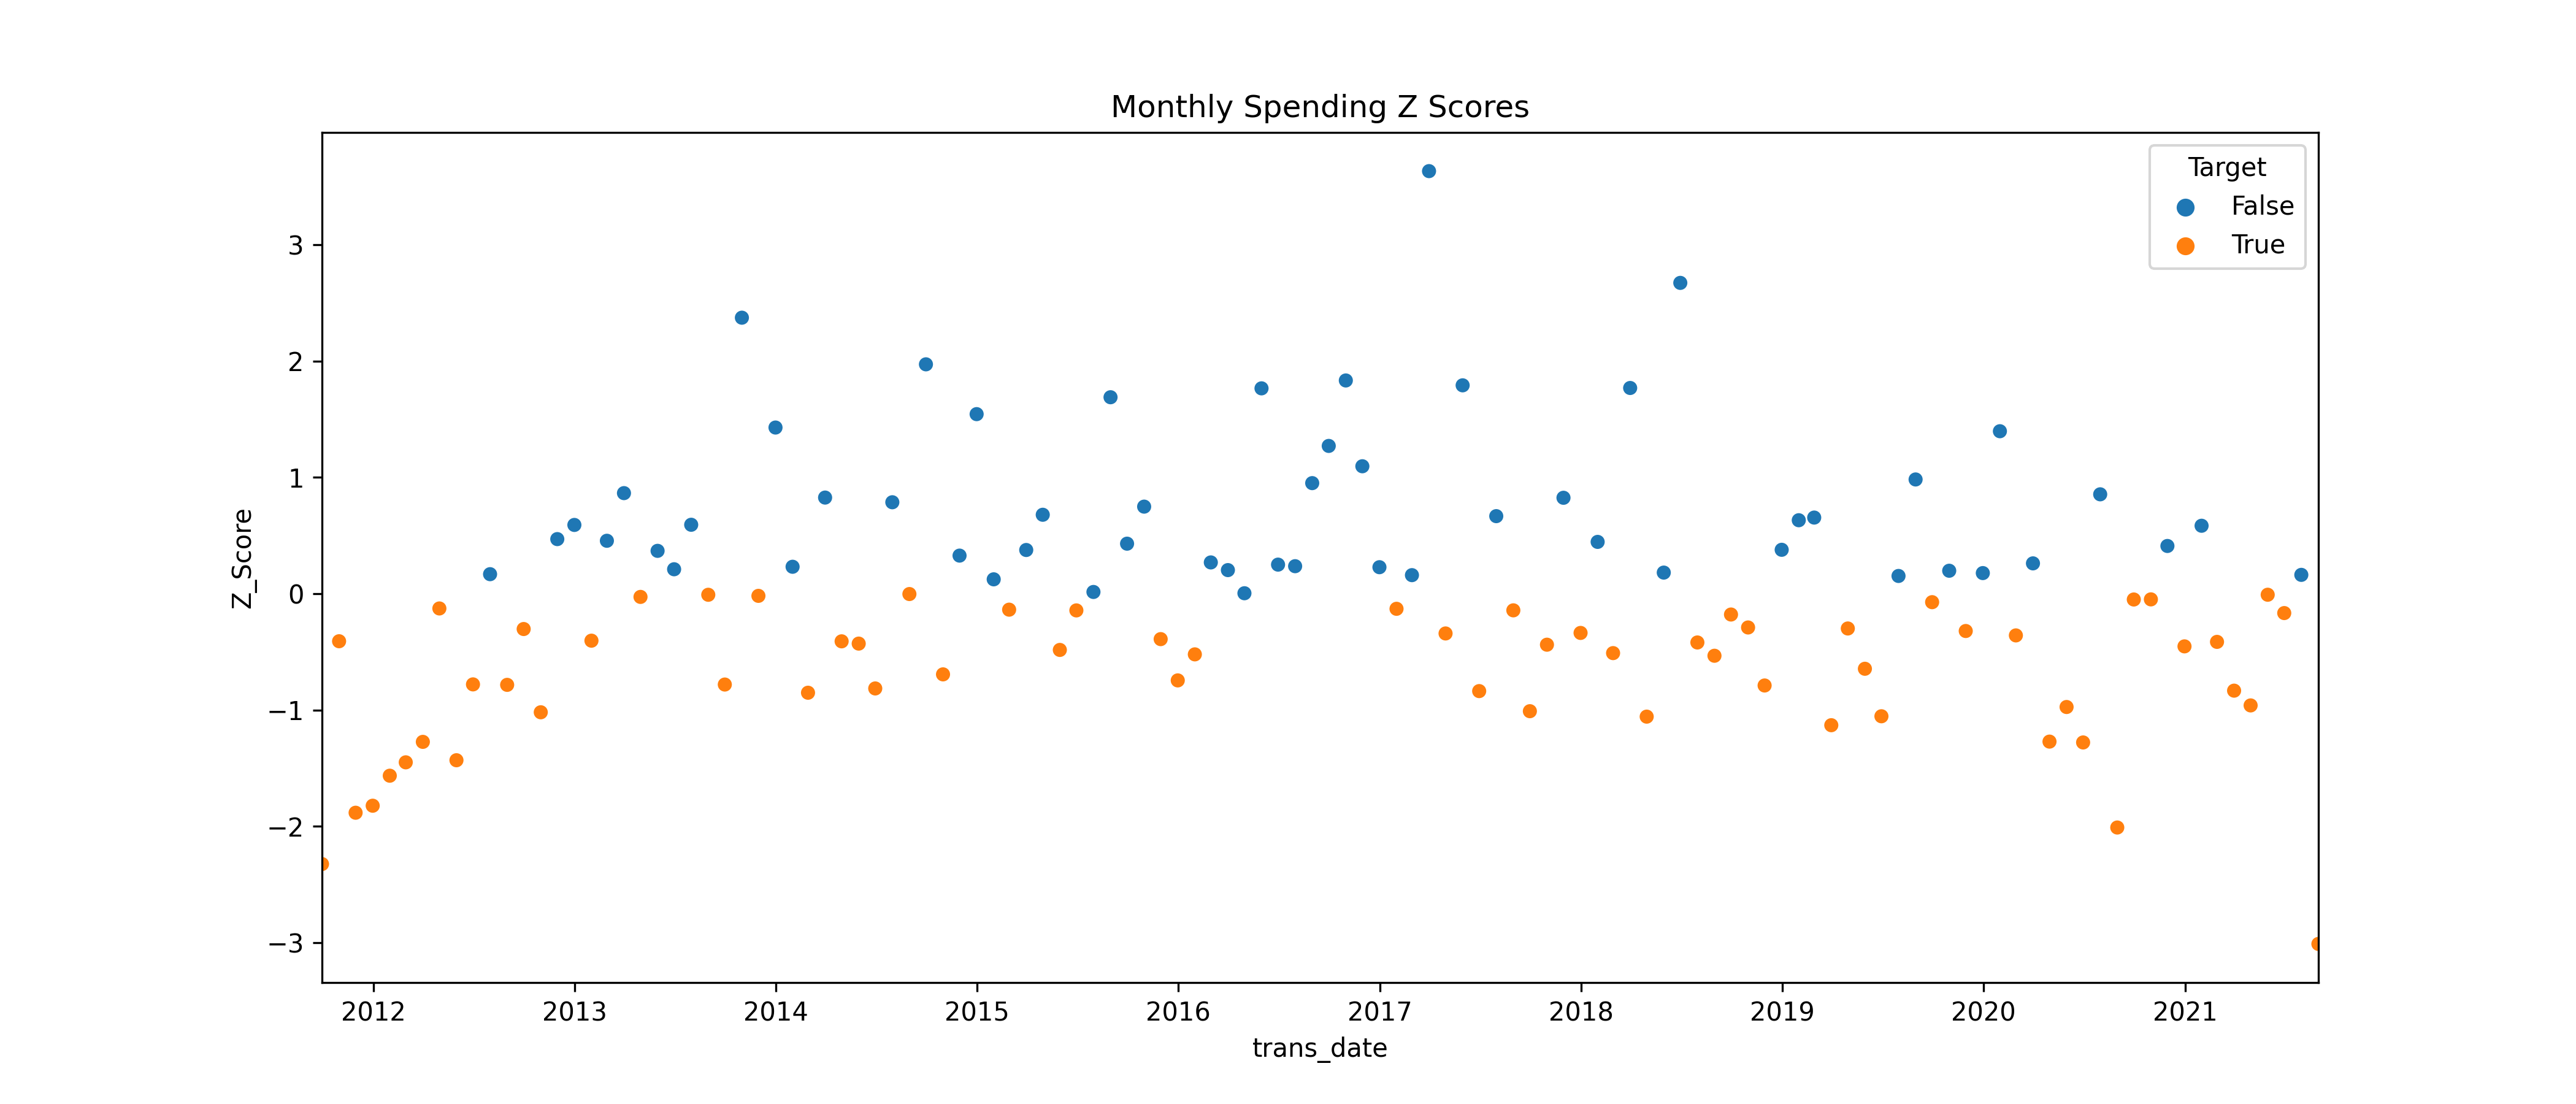 Monthly Spending Z Scores
Target
False
True
3
2
1
0
−1
−2
−3
Z_Score
2012 2013 2014 2015 2016 2017 2018 2019 2020 2021
trans_date